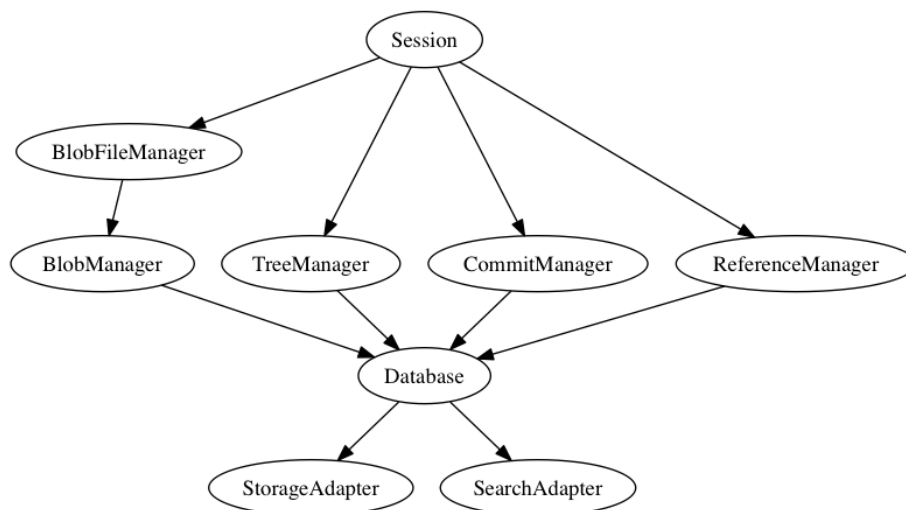 Session
BlobFileManager
BlobManager
TreeManager
CommitManager
ReferenceManager
Database
StorageAdapter
SearchAdapter